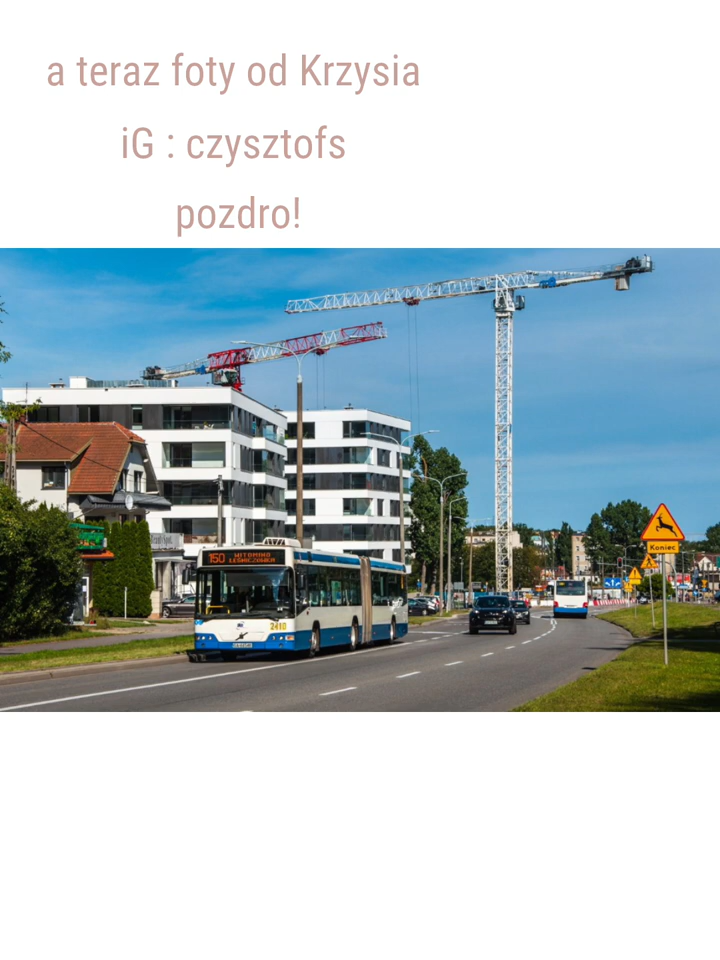 a teraz foty od Krzysia
iG : czysztofs
pozdro!
150 WITOMINO
LEŚNICZÓWKA
2410
Koniec